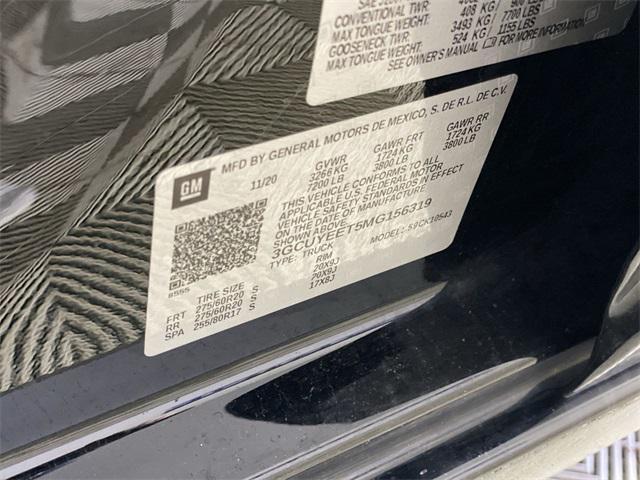 408 KG / 900 LBS
CONVENTIONAL TWR: 3493 KG / 7700 LBS
MAX TONGUE WEIGHT: 524 KG / 1155 LBS
GOOSENECK TWR:
MAX TONGUE WEIGHT:
SEE OWNER'S MANUAL FOR MORE INFORMATION
GM
MFD BY GENERAL MOTORS DE MEXICO, S. DE R.L. DE C.V.
11/20 GVWR GAWR FRT GAWR RR
3266 KG 1724 KG 1724 KG
7200 LB 3800 LB 3800 LB
THIS VEHICLE CONFORMS TO ALL
APPLICABLE U.S. FEDERAL MOTOR
VEHICLE SAFETY STANDARDS IN EFFECT
ON THE DATE OF MANUFACTURE
SHOWN ABOVE.
3GCUYEET5MG156319
TYPE: TRUCK MODEL: S9CK10543
8555
TIRE SIZE RIM
FRT 275/60R20 S 20X9J
RR 275/60R20 S 20X9J
SPA 255/80R17 S 17X8J